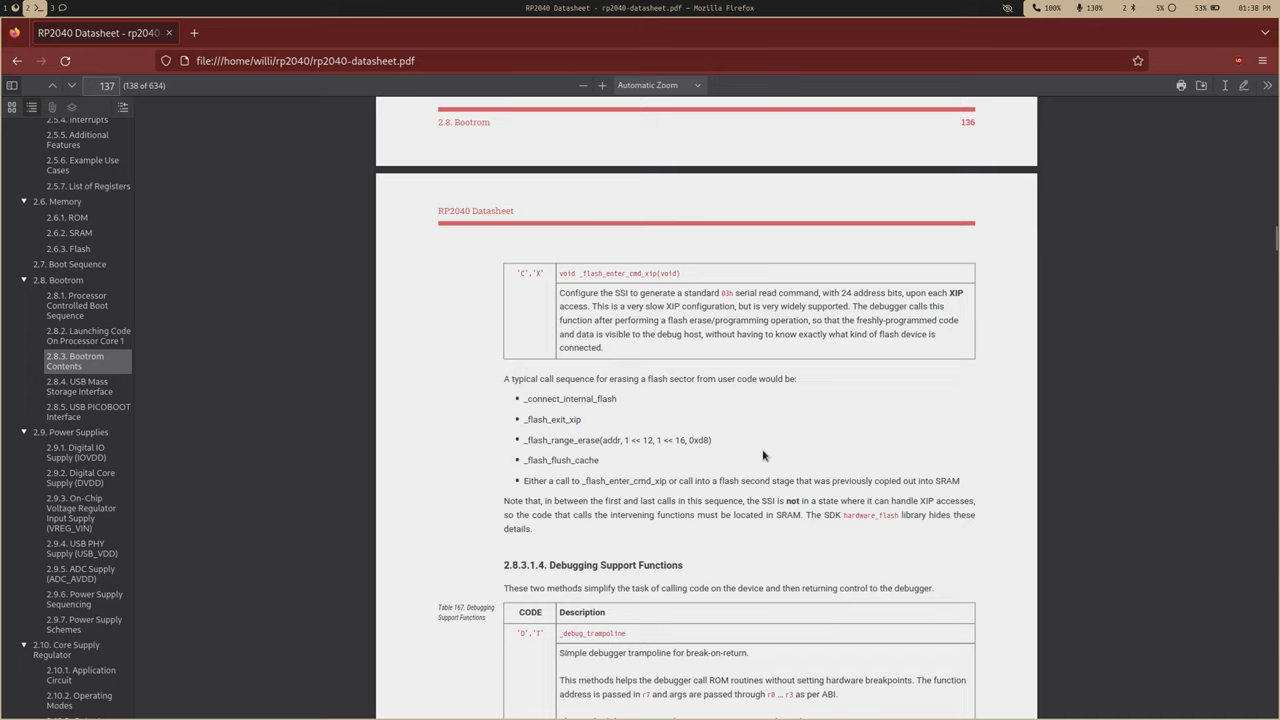 1 2 3 RP2040 Datasheet - rp2040-datasheet.pdf — Mozilla Firefox 100% 130% 2 5% 53% 01:38 PM
RP2040 Datasheet - rp2040-
file:///home/willi/rp2040/rp2040-datasheet.pdf
137 (138 of 634) Automatic Zoom
2.5.4. Interrupts
2.5.5. Additional
Features
2.5.6. Example Use
Cases
2.5.7. List of Registers
2.6. Memory
2.6.1. ROM
2.6.2. SRAM
2.6.3. Flash
2.7. Boot Sequence
2.8. Bootrom
2.8.1. Processor
Controlled Boot
Sequence
2.8.2. Launching Code
On Processor Core 1
2.8.3. Bootrom
Contents
2.8.4. USB Mass
Storage Interface
2.8.5. USB PICOBOOT
Interface
2.9. Power Supplies
2.9.1. Digital IO
Supply (IOVDD)
2.9.2. Digital Core
Supply (DVDD)
2.9.3. On-Chip
Voltage Regulator
Input Supply
(VREG_VIN)
2.9.4. USB PHY
Supply (USB_VDD)
2.9.5. ADC Supply
(ADC_AVDD)
2.9.6. Power Supply
Sequencing
2.9.7. Power Supply
Schemes
2.10. Core Supply
Regulator
2.10.1. Application
Circuit
2.10.2. Operating
Modes
2.8. Bootrom 136
RP2040 Datasheet
'C','X' void _flash_enter_cmd_xip(void)
Configure the SSI to generate a standard 03h serial read command, with 24 address bits, upon each XIP
access. This is a very slow XIP configuration, but is very widely supported. The debugger calls this
function after performing a flash erase/programming operation, so that the freshly-programmed code
and data is visible to the debug host, without having to know exactly what kind of flash device is
connected.
A typical call sequence for erasing a flash sector from user code would be:
• _connect_internal_flash
• _flash_exit_xip
• _flash_range_erase(addr, 1 << 12, 1 << 16, 0xd8)
• _flash_flush_cache
• Either a call to _flash_enter_cmd_xip or call into a flash second stage that was previously copied out into SRAM
Note that, in between the first and last calls in this sequence, the SSI is not in a state where it can handle XIP accesses,
so the code that calls the intervening functions must be located in SRAM. The SDK hardware_flash library hides these
details.
2.8.3.1.4. Debugging Support Functions
These two methods simplify the task of calling code on the device and then returning control to the debugger.
Table 167. Debugging
Support Functions
CODE Description
'D','T' _debug_trampoline
Simple debugger trampoline for break-on-return.
This methods helps the debugger call ROM routines without setting hardware breakpoints. The function
address is passed in r7 and args are passed through r0 … r3 as per ABI.